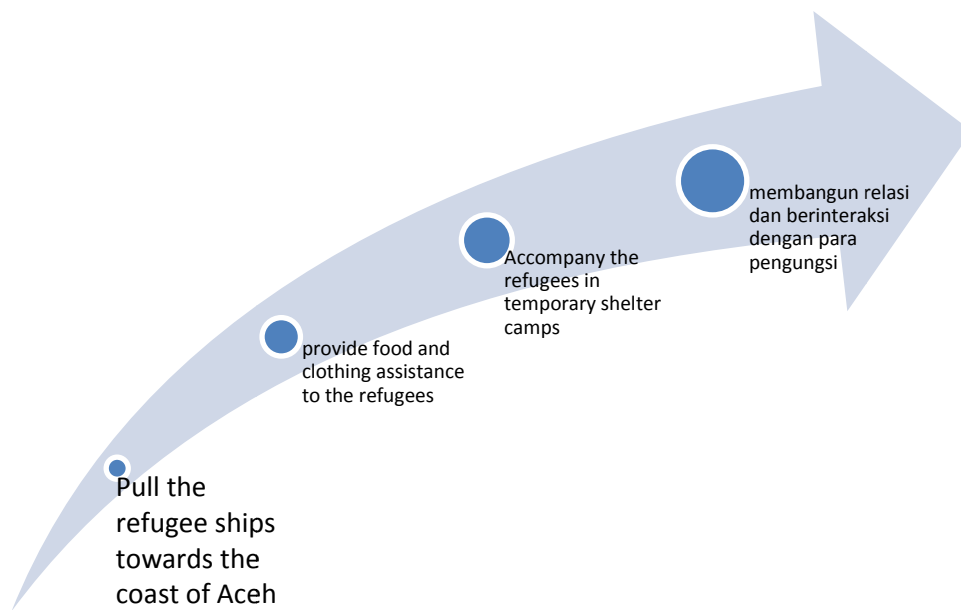 Pull the
refugee ships
towards the
coast of Aceh
provide food and
clothing assistance
to the refugees
Accompany the
refugees in
temporary shelter
camps
membangun relasi
dan berinteraksi
dengan para
pengungsi